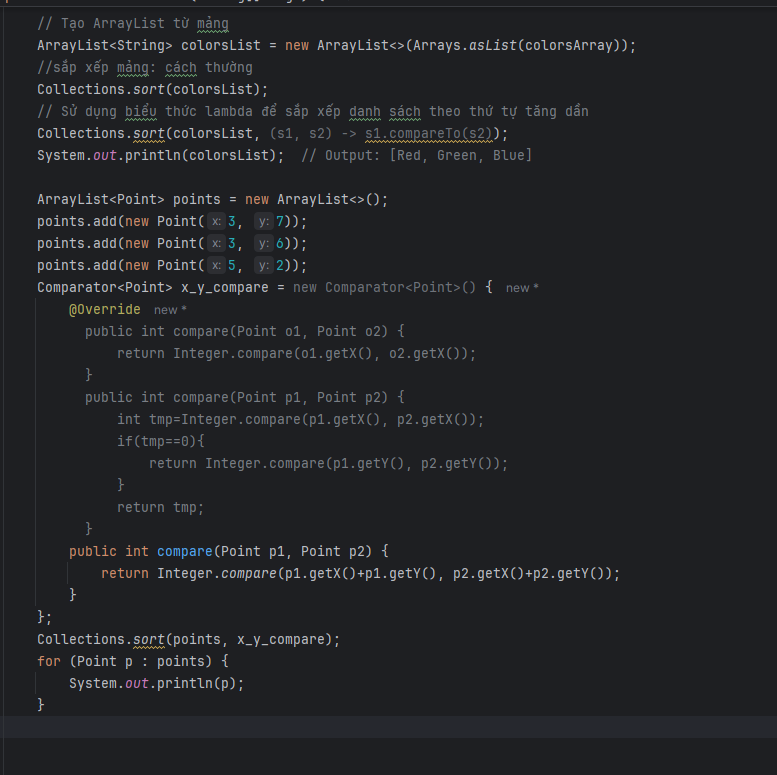 // Tạo ArrayList từ mảng
ArrayList<String> colorsList = new ArrayList<>(Arrays.asList(colorsArray));
//sắp xếp mảng: cách thường
Collections.sort(colorsList);
// Sử dụng biểu thức lambda để sắp xếp danh sách theo thứ tự tăng dần
Collections.sort(colorsList, (s1, s2) -> s1.compareTo(s2));
System.out.println(colorsList);  // Output: [Red, Green, Blue]
ArrayList<Point> points = new ArrayList<>();
points.add(new Point( x: 3, y: 7));
points.add(new Point( x: 3, y: 6));
points.add(new Point( x: 5, y: 2));
Comparator<Point> x_y_compare = new Comparator<Point>() { new *
@Override new *
public int compare(Point o1, Point o2) {
return Integer.compare(o1.getX(), o2.getX());
}
public int compare(Point p1, Point p2) {
int tmp=Integer.compare(p1.getX(), p2.getX());
if(tmp==0){
return Integer.compare(p1.getY(), p2.getY());
}
return tmp;
}
public int compare(Point p1, Point p2) {
return Integer.compare(p1.getX()+p1.getY(), p2.getX()+p2.getY());
}
};
Collections.sort(points, x_y_compare);
for (Point p : points) {
System.out.println(p);
}